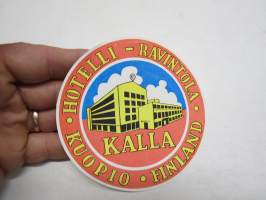 HOTELLI - RAVINTOLA
KALLA
• KUOPIO • FINLAND •